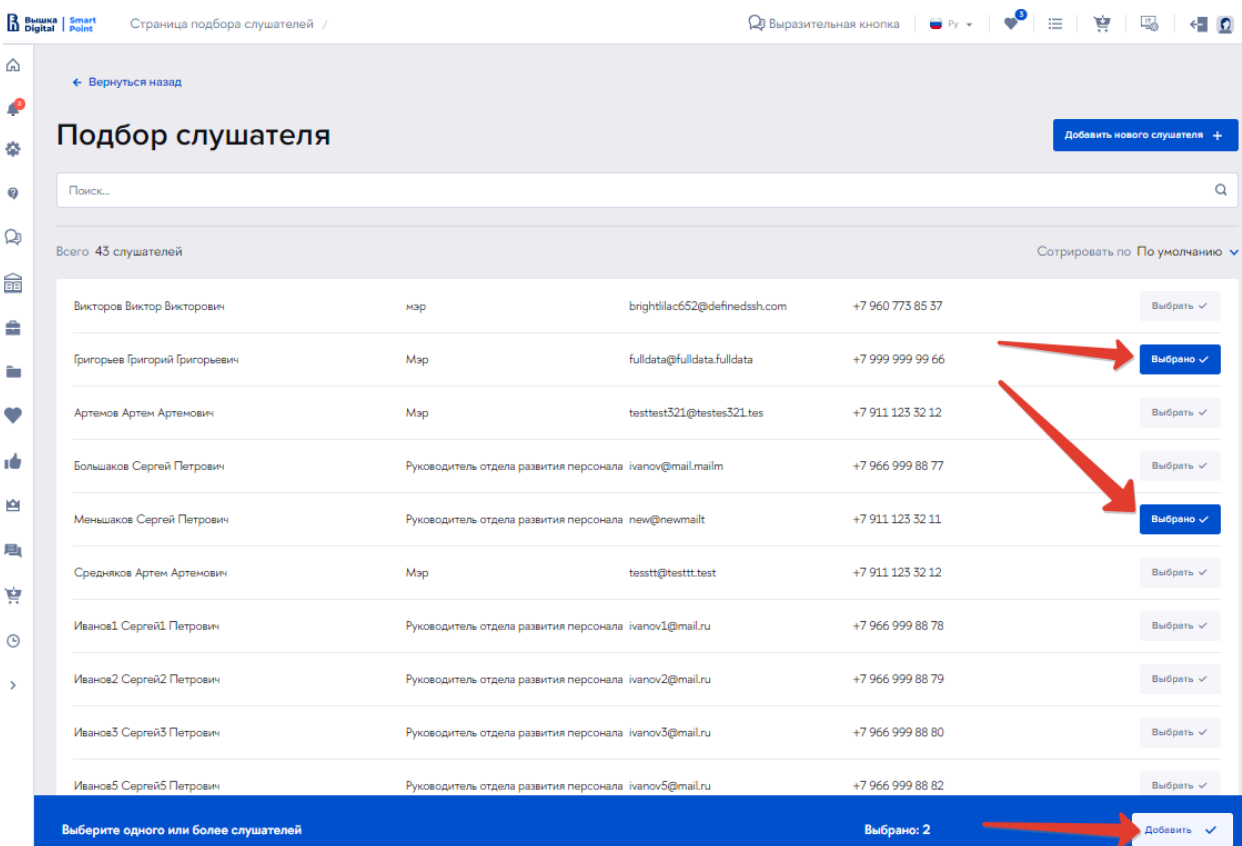 Вышка Digital Smart Point Страница подбора слушателей / Выразительная кнопка Ру 3
← Вернуться назад
2
Подбор слушателя
Добавить нового слушателя +
Поиск...
Всего 43 слушателей
Сотрировать по По умолчанию
Викторов Виктор Викторович мэр brightlilac652@definedssh.com +7 960 773 85 37 Выбрать ✓
Григорьев Григорий Григорьевич Мэр fulldata@fulldata.fulldata +7 999 999 99 66 Выбрано ✓
Артемов Артем Артемович Мэр testtest321@testes321.tes +7 911 123 32 12 Выбрать ✓
Большаков Сергей Петрович Руководитель отдела развития персонала ivanov@mail.mailm +7 966 999 88 77 Выбрать ✓
Меньшаков Сергей Петрович Руководитель отдела развития персонала new@newmailt +7 911 123 32 11 Выбрано ✓
Средняков Артем Артемович Мэр tesstt@testtt.test +7 911 123 32 12 Выбрать ✓
Иванов1 Сергей1 Петрович Руководитель отдела развития персонала ivanov1@mail.ru +7 966 999 88 78 Выбрать ✓
Иванов2 Сергей2 Петрович Руководитель отдела развития персонала ivanov2@mail.ru +7 966 999 88 79 Выбрать ✓
Иванов3 Сергей3 Петрович Руководитель отдела развития персонала ivanov3@mail.ru +7 966 999 88 80 Выбрать ✓
Иванов5 Сергей5 Петрович Руководитель отдела развития персонала ivanov5@mail.ru +7 966 999 88 82 Выбрать ✓
Выберите одного или более слушателей Выбрано: 2 Добавить ✓